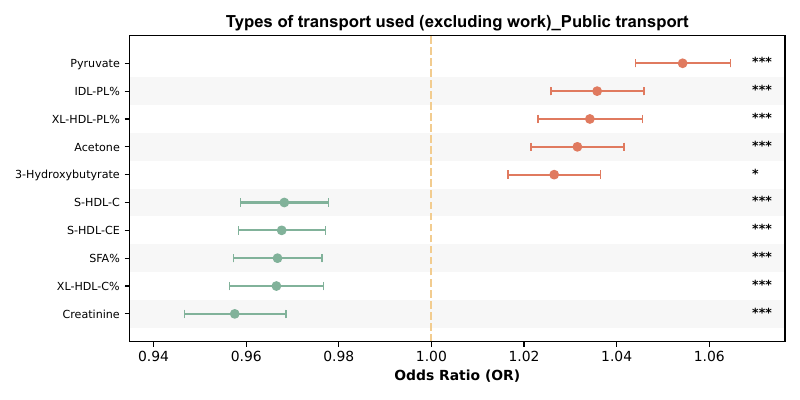 Types of transport used (excluding work)_Public transport
Pyruvate ***
IDL-PL% ***
XL-HDL-PL% ***
Acetone ***
3-Hydroxybutyrate *
S-HDL-C ***
S-HDL-CE ***
SFA% ***
XL-HDL-C% ***
Creatinine ***
0.94 0.96 0.98 1.00 1.02 1.04 1.06
Odds Ratio (OR)